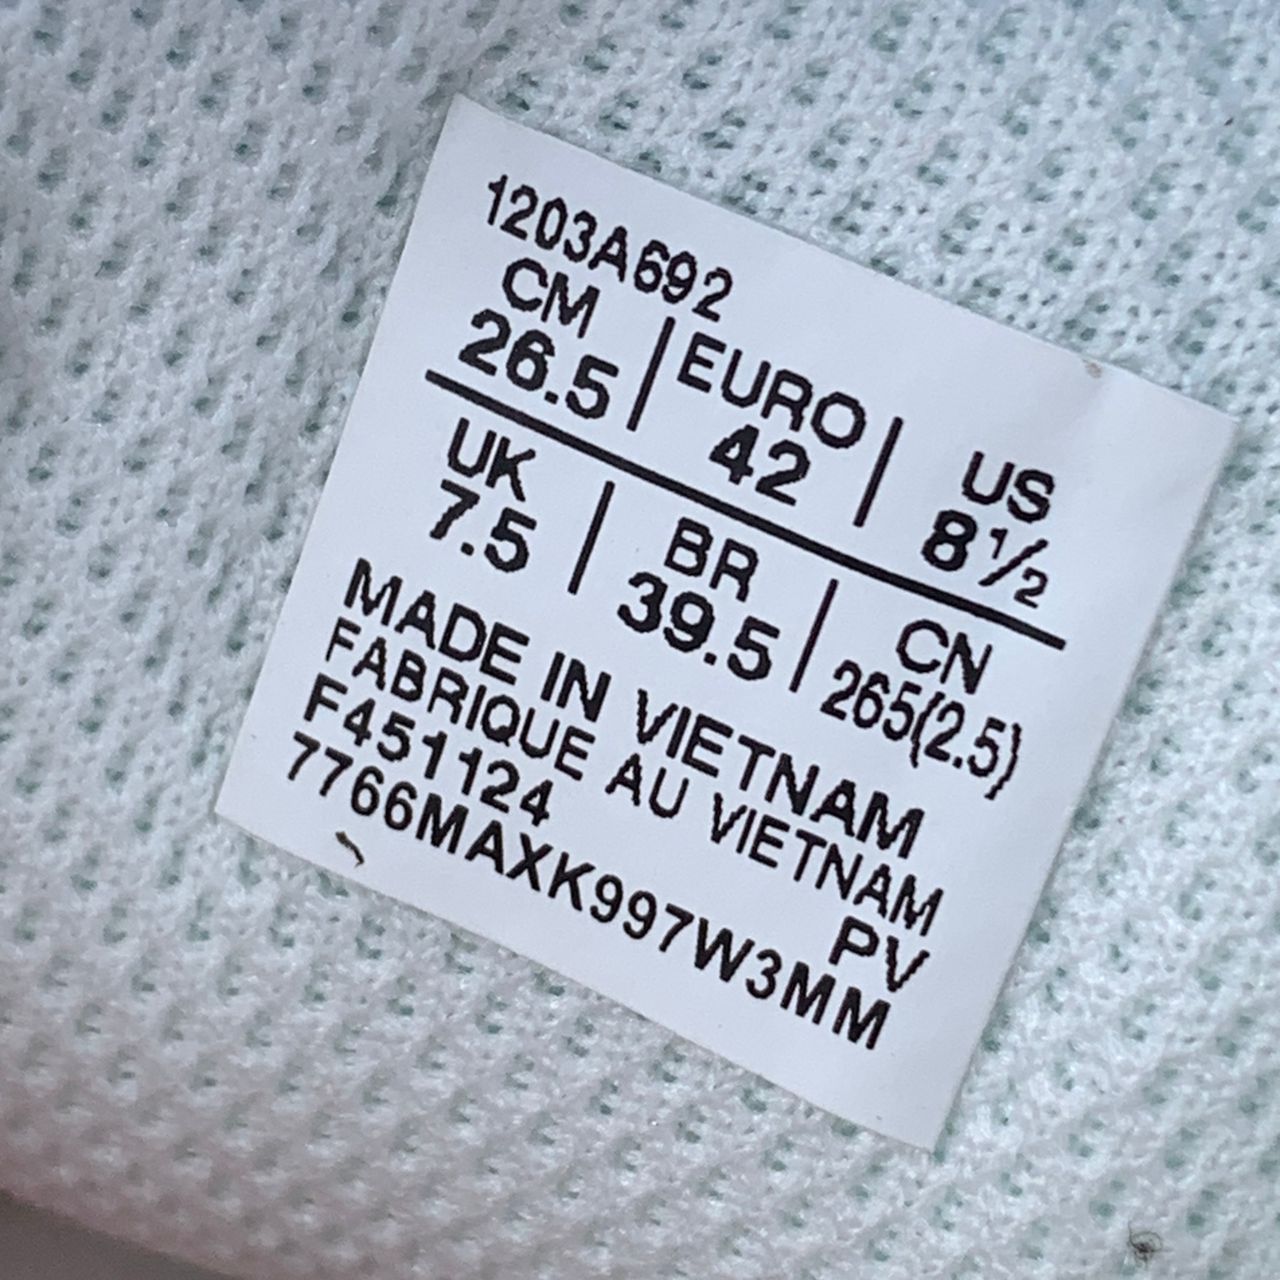 1203A692
CM | EURO | US
26.5 | 42 | 8½
UK | BR | CN
7.5 | 39.5 | 265(2.5)
MADE IN VIETNAM
FABRIQUE AU VIETNAM
F451124 PV
7766MAXK997W3MM